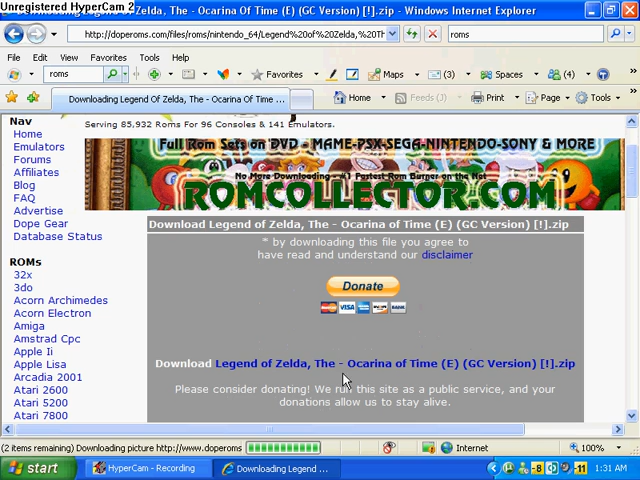 Unregistered HyperCam 2
Zelda, The - Ocarina Of Time (E) (GC Version) [!].zip - Windows Internet Explorer
http://doperoms.com/files/roms/nintendo_64/Legend%20of%20Zelda,%20Th
roms
File Edit View Favorites Tools Help
roms
Favorites
Maps
(3)
Spaces
(4)
Downloading Legend Of Zelda, The - Ocarina Of Time ...
Home
Feeds (J)
Print
Page
Tools
Nav
Home
Emulators
Forums
Affiliates
Blog
FAQ
Advertise
Dope Gear
Database Status
ROMs
32x
3do
Acorn Archimedes
Acorn Electron
Amiga
Amstrad Cpc
Apple Ii
Apple Lisa
Arcadia 2001
Atari 2600
Atari 5200
Atari 7800
Serving 85,932 Roms For 96 Consoles & 141 Emulators.
Full Rom Sets on DVD - MAME-PSX-SEGA-NINTENDO-SONY & MORE
No More Downloading - #1 Fastest Rom Burner on the Net
ROMCOLLECTOR.COM
Download Legend of Zelda, The - Ocarina of Time (E) (GC Version) [!].zip
* by downloading this file you agree to
have read and understand our disclaimer
Donate
VISA
Download Legend of Zelda, The - Ocarina of Time (E) (GC Version) [!].zip
Please consider donating! We run this site as a public service, and your
donations allow us to stay alive.
(2 items remaining) Downloading picture http://www.doperoms
Internet
100%
start
HyperCam - Recording
Downloading Legend ...
-8
-11
1:31 AM